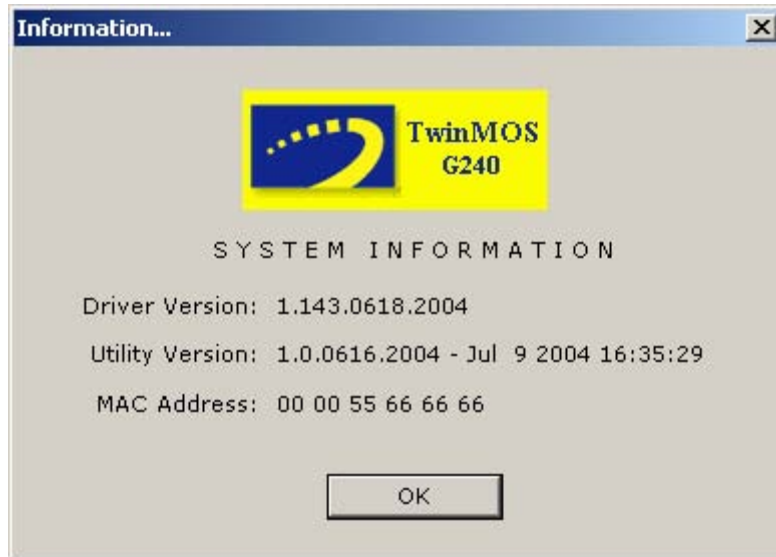 Information...
TwinMOS
G240
SYSTEM INFORMATION
Driver Version: 1.143.0618.2004
Utility Version: 1.0.0616.2004 - Jul  9 2004 16:35:29
MAC Address: 00 00 55 66 66 66
OK